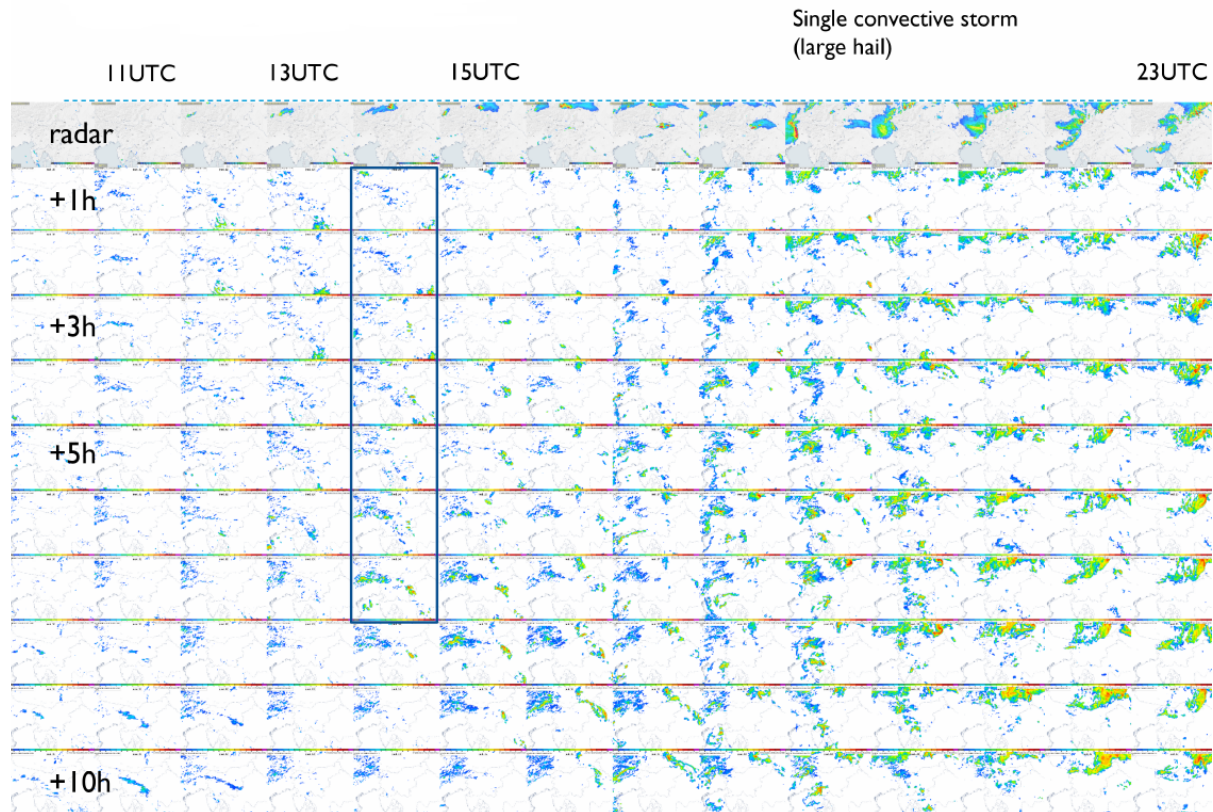 Single convective storm
(large hail)
11UTC
13UTC
15UTC
23UTC
radar
+1h
+3h
+5h
+10h